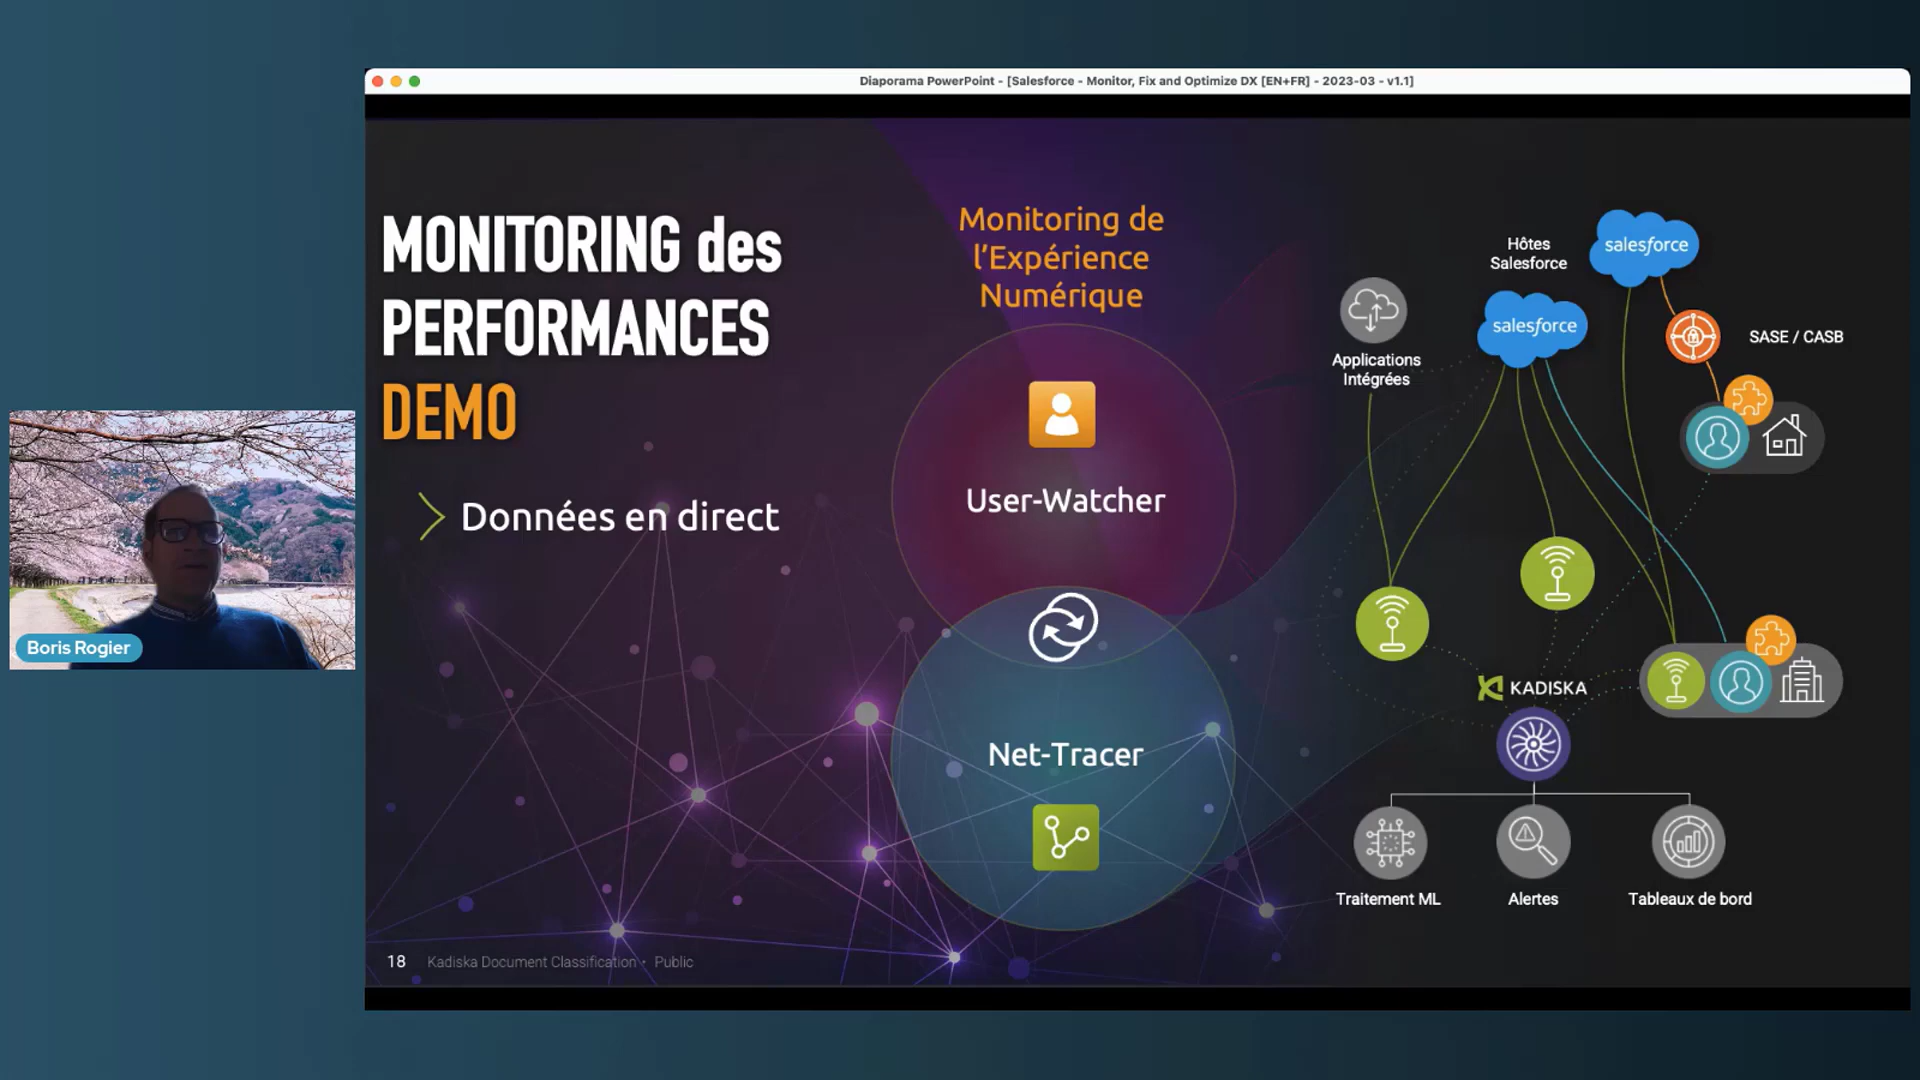 Diaporama PowerPoint - [Salesforce - Monitor, Fix and Optimize DX [EN+FR] - 2023-03 - v1.1]
MONITORING des
PERFORMANCES
DEMO
Données en direct
Monitoring de
l'Expérience
Numérique
User-Watcher
Net-Tracer
Hôtes
Salesforce
salesforce
salesforce
Applications
Intégrées
SASE / CASB
KADISKA
Traitement ML
Alertes
Tableaux de bord
Boris Rogier
18
Kadiska Document Classification • Public